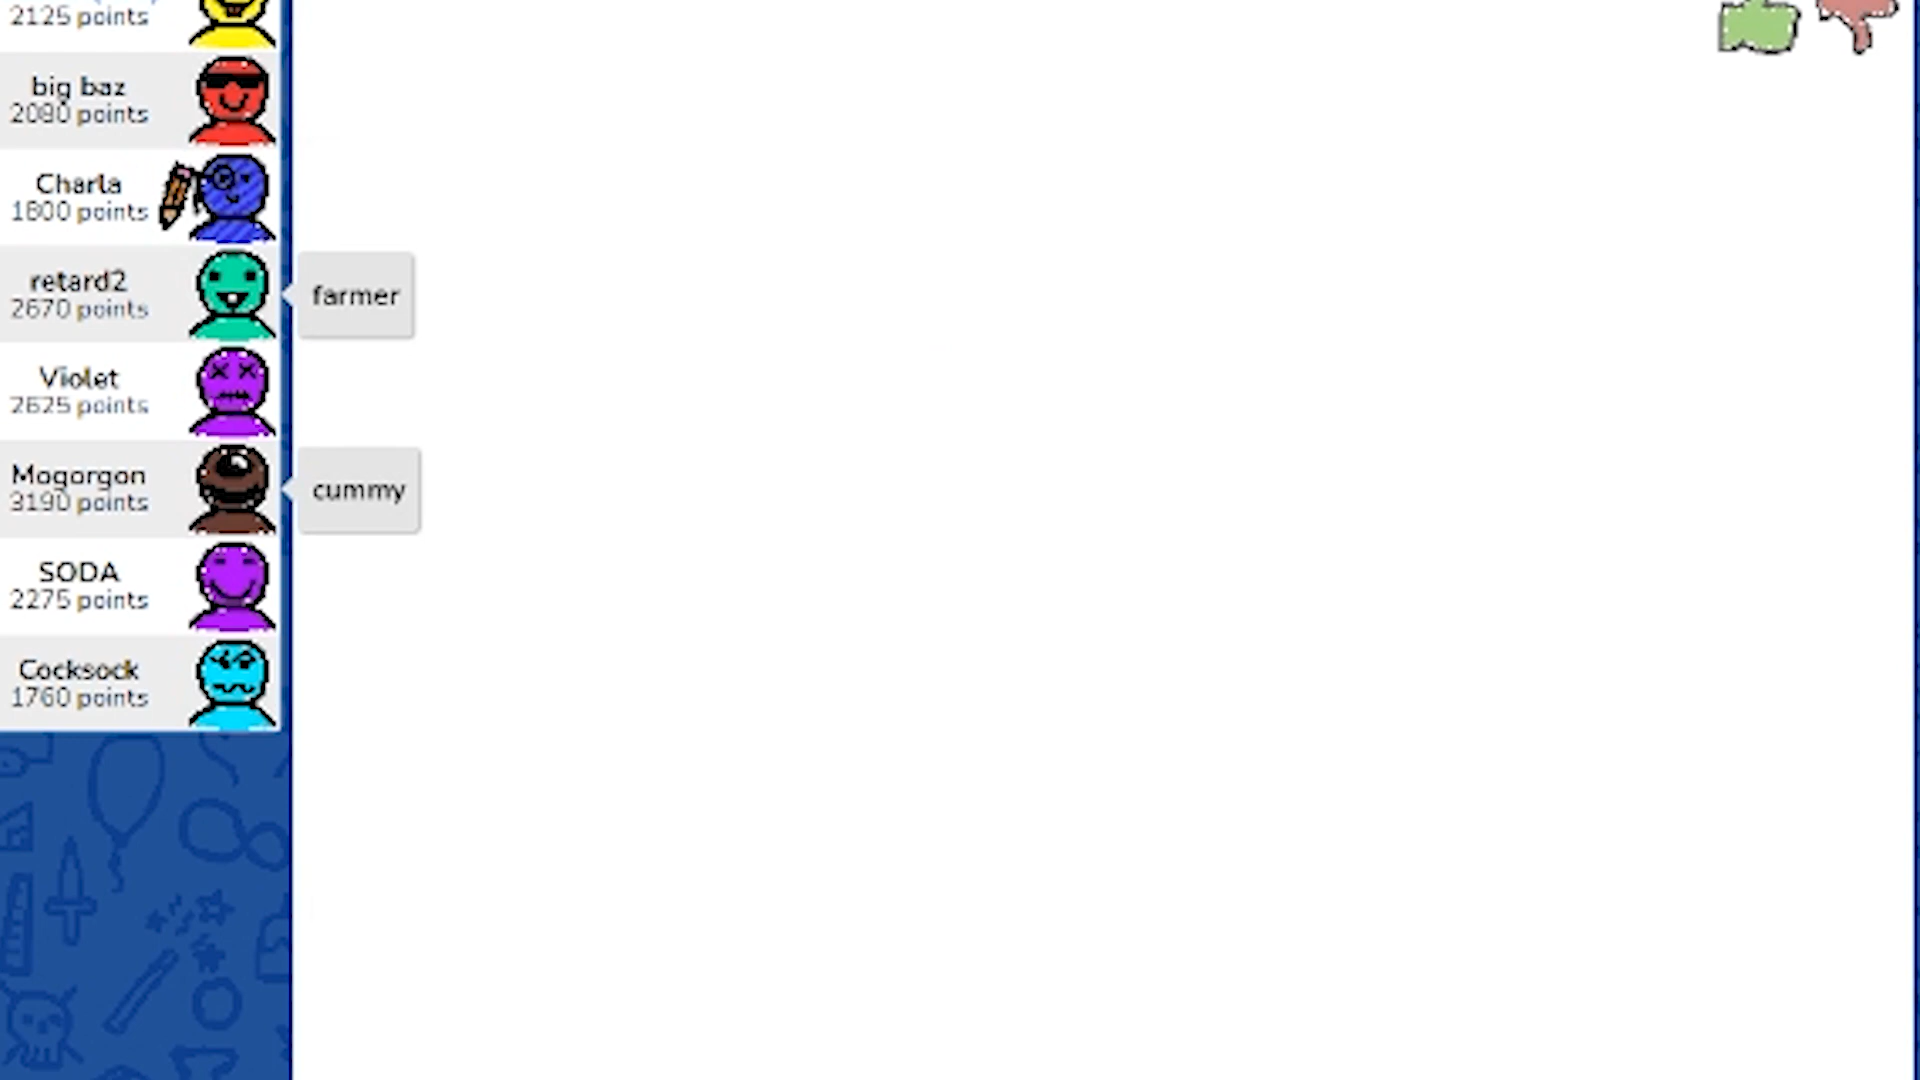 2125 points
big baz
2080 points
Charla
1800 points
retard2
2670 points
farmer
Violet
2625 points
Mogorgon
3190 points
cummy
SODA
2275 points
Cocksock
1760 points